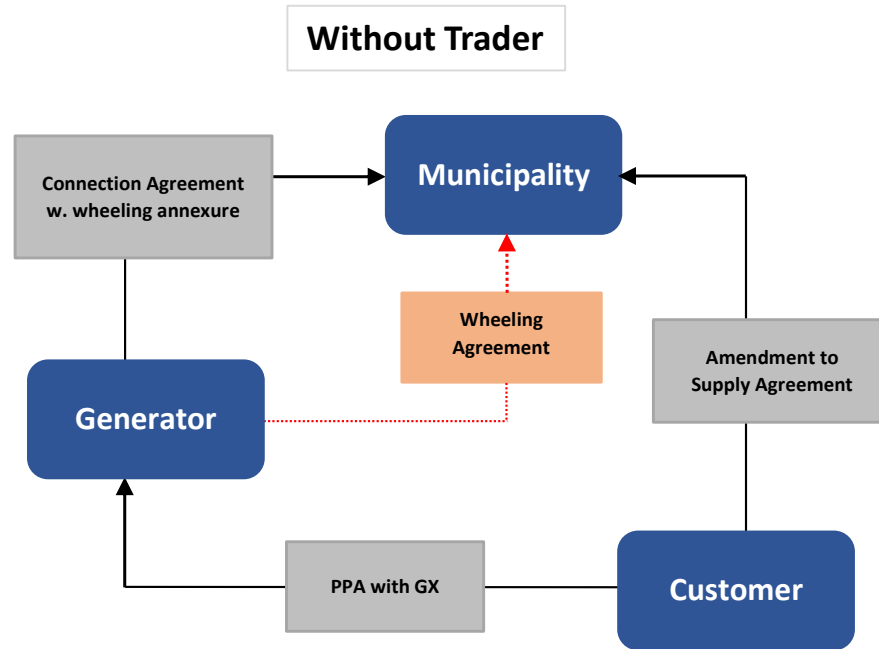 Without Trader
Connection Agreement
w. wheeling annexure
Municipality
Wheeling
Agreement
Amendment to
Supply Agreement
Generator
PPA with GX
Customer